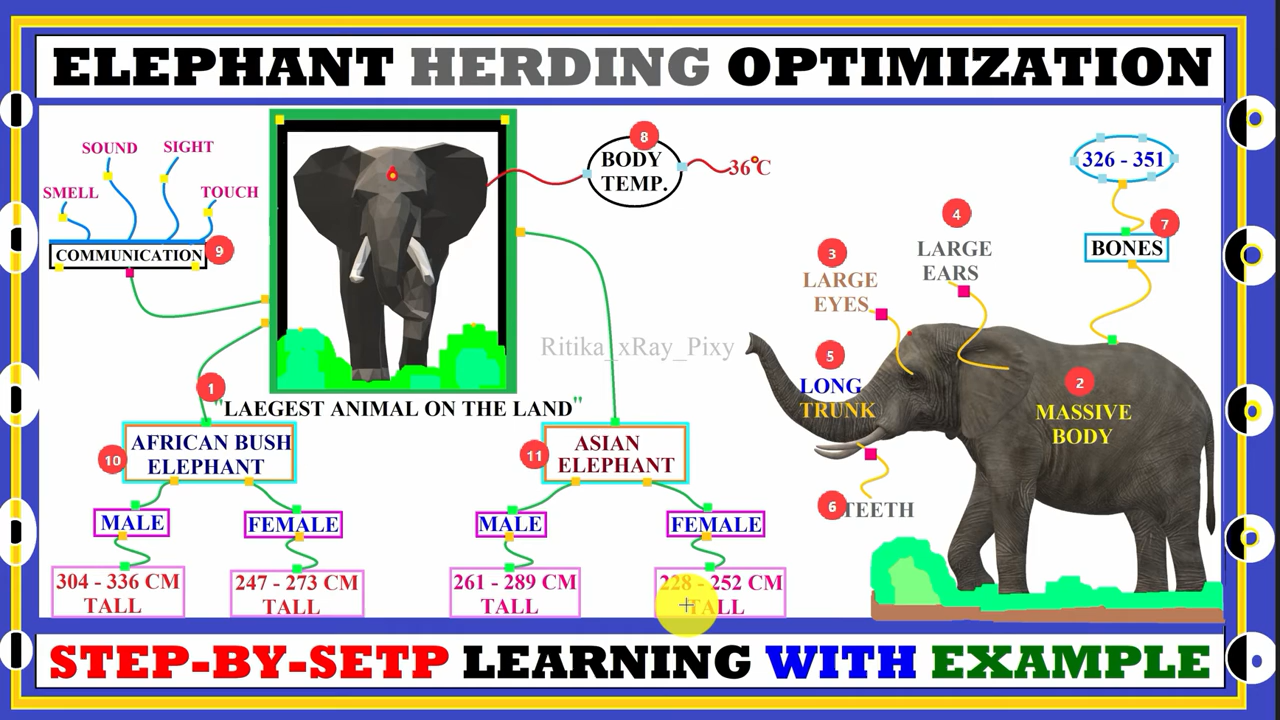 ELEPHANT HERDING OPTIMIZATION
SOUND
SIGHT
SMELL
TOUCH
COMMUNICATION
9
8
BODY
TEMP.
36°C
326 - 351
7
BONES
4
LARGE
EARS
3
LARGE
EYES
Ritika_xRay_Pixy
5
LONG
TRUNK
2
MASSIVE
BODY
6
TEETH
1
"LAEGEST ANIMAL ON THE LAND"
10
AFRICAN BUSH
ELEPHANT
MALE
FEMALE
304 - 336 CM
TALL
247 - 273 CM
TALL
11
ASIAN
ELEPHANT
MALE
FEMALE
261 - 289 CM
TALL
228 - 252 CM
TALL
STEP-BY-SETP LEARNING WITH EXAMPLE